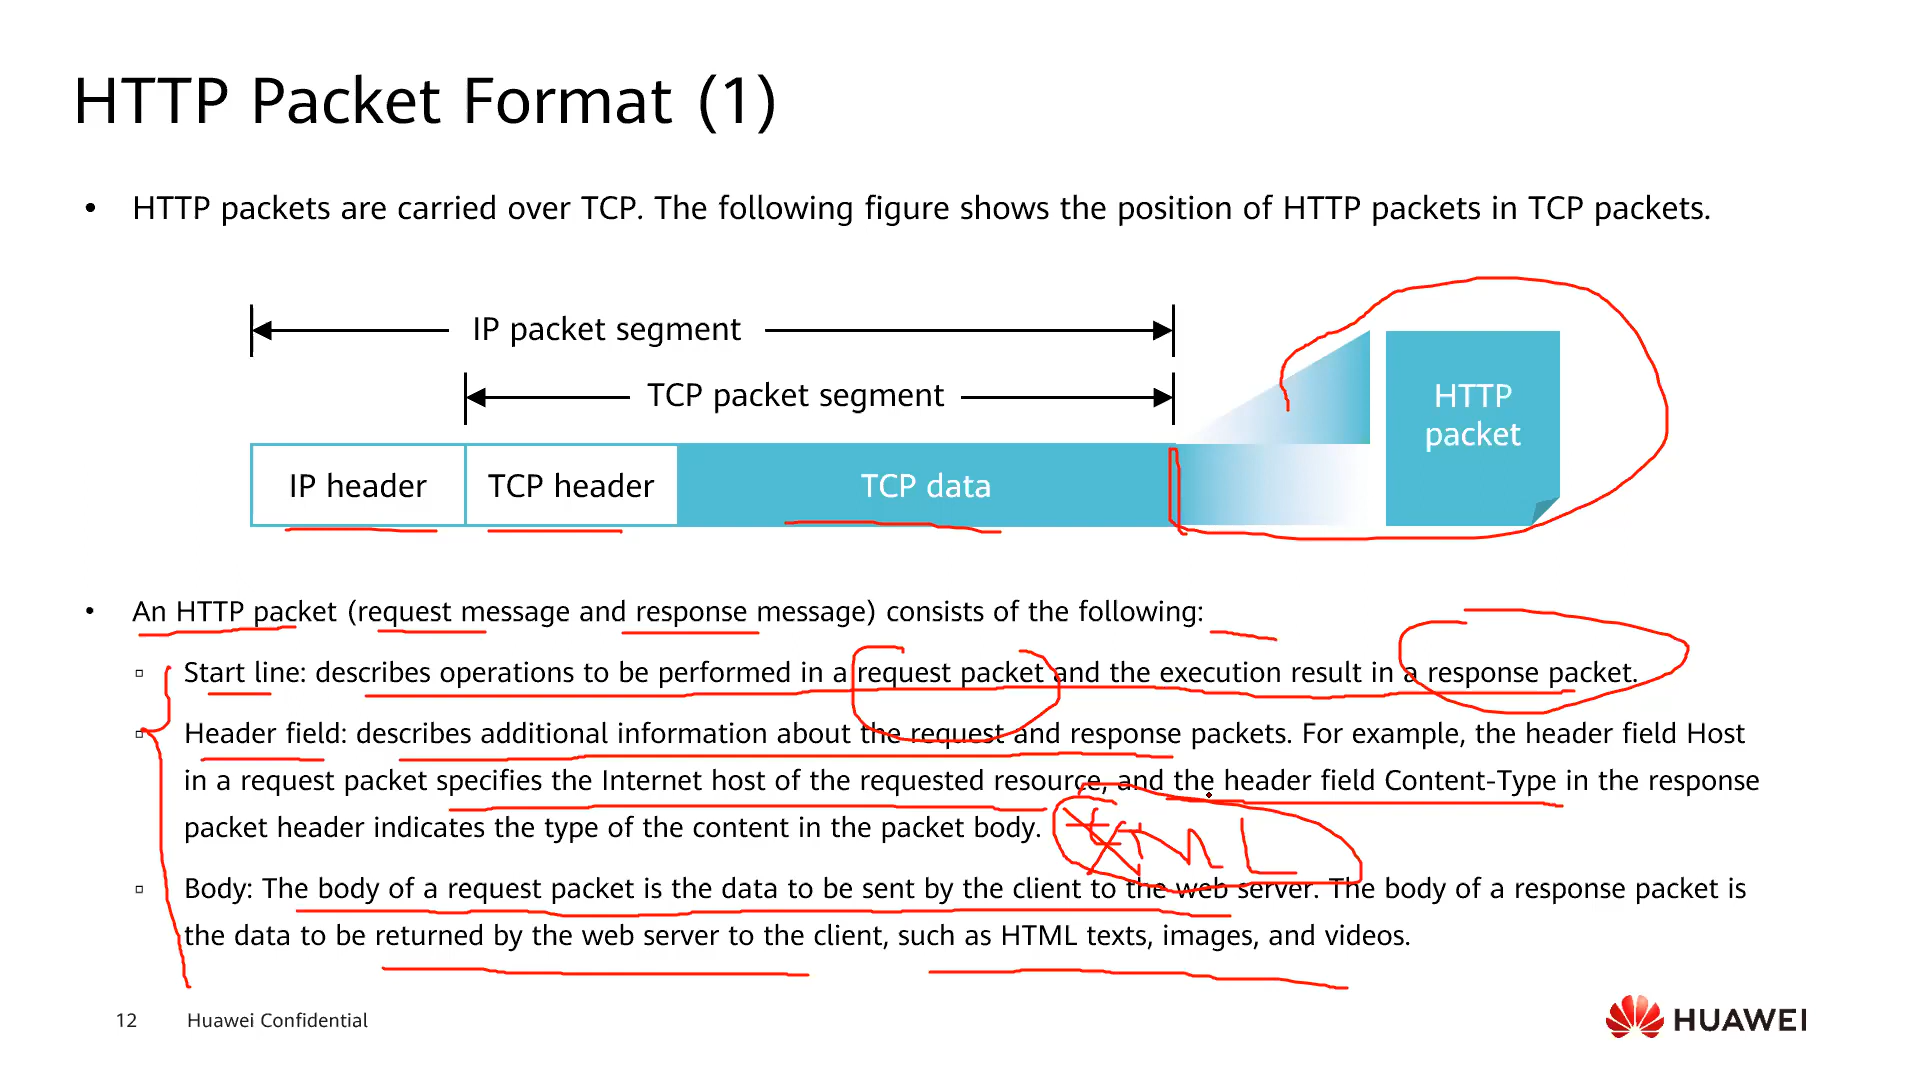 HTTP Packet Format (1)
• HTTP packets are carried over TCP. The following figure shows the position of HTTP packets in TCP packets.
IP packet segment
TCP packet segment
HTTP
packet
IP header TCP header TCP data
• An HTTP packet (request message and response message) consists of the following:
▫ Start line: describes operations to be performed in a request packet and the execution result in a response packet.
▫ Header field: describes additional information about the request and response packets. For example, the header field Host
in a request packet specifies the Internet host of the requested resource, and the header field Content-Type in the response
packet header indicates the type of the content in the packet body.
▫ Body: The body of a request packet is the data to be sent by the client to the web server. The body of a response packet is
the data to be returned by the web server to the client, such as HTML texts, images, and videos.
12 Huawei Confidential
HUAWEI